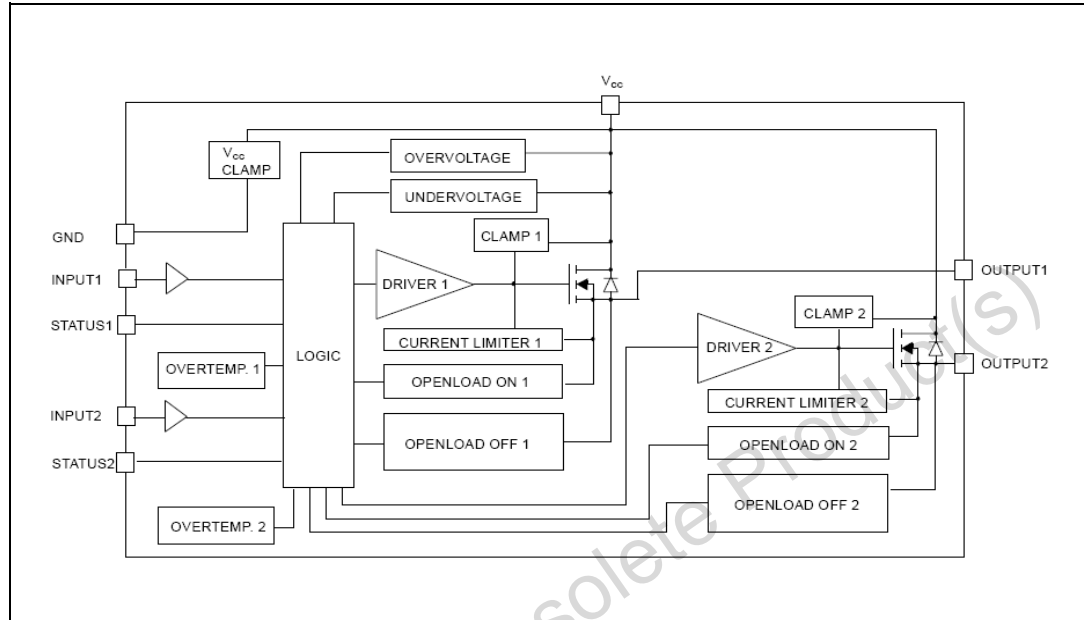 Vcc
Vcc
CLAMP
OVERVOLTAGE
UNDERVOLTAGE
GND
CLAMP 1
INPUT1
DRIVER 1
OUTPUT1
STATUS1
LOGIC
CURRENT LIMITER 1
CLAMP 2
DRIVER 2
OUTPUT2
OVERTEMP. 1
OPENLOAD ON 1
CURRENT LIMITER 2
INPUT2
OPENLOAD OFF 1
OPENLOAD ON 2
STATUS2
OPENLOAD OFF 2
OVERTEMP. 2
solete Product(s)